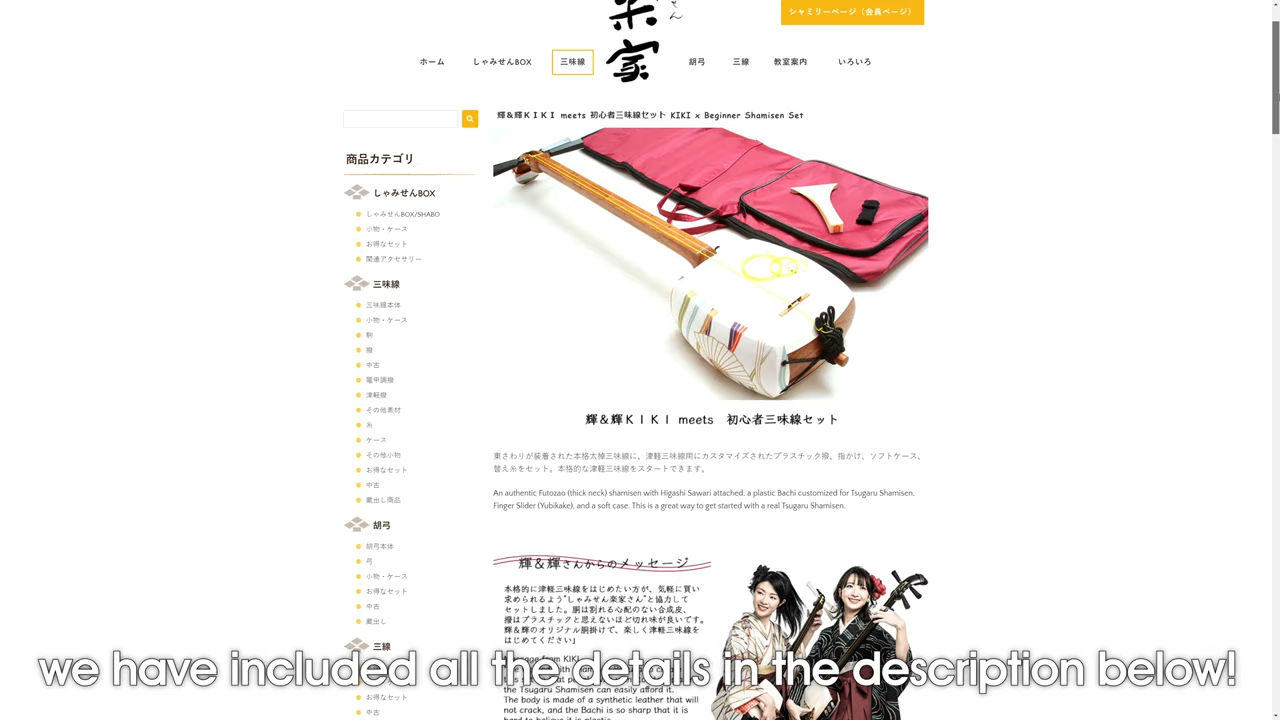 シャミリーページ（会員ページ）
楽家
ホーム
しゃみせんBOX
三味線
胡弓
三線
教室案内
いろいろ
輝＆輝ＫＩＫＩ meets 初心者三味線セット KIKI x Beginner Shamisen Set
商品カテゴリ
しゃみせんBOX
しゃみせんBOX/SHABO
小物・ケース
お得なセット
関連アクセサリー
三味線
三味線本体
小物・ケース
駒
撥
中古
鼈甲調撥
津軽撥
その他素材
糸
ケース
その他小物
お得なセット
中古
蔵出し商品
胡弓
胡弓本体
弓
小物・ケース
お得なセット
中古
蔵出し
三線
お得なセット
中古
輝＆輝ＫＩＫＩ meets 初心者三味線セット
東さわりが装着された本格太棹三味線に、津軽三味線用にカスタマイズされたプラスチック撥、指かけ、ソフトケース、
替え糸をセット。本格的な津軽三味線をスタートできます。
An authentic Futozao (thick neck) shamisen with Higashi Sawari attached, a plastic Bachi customized for Tsugaru Shamisen,
Finger Slider (Yubikake), and a soft case. This is a great way to get started with a real Tsugaru Shamisen.
輝＆輝さんからのメッセージ
本格的に津軽三味線をはじめたい方が、気軽に買い
求められるよう"しゃみせん楽家さん"と協力して
セットしました。胴は割れる心配のない合成皮、
撥はプラスチックと思えないほど切れ味が良いです。
輝＆輝のオリジナル胴掛けで、楽しく津軽三味線を
はじめてください」
the Tsugaru Shamisen can easily afford it.
The body is made of a synthetic leather that will
not crack, and the Bachi is so sharp that it is
hard to believe it is plastic.
we have included all the details in the description below!